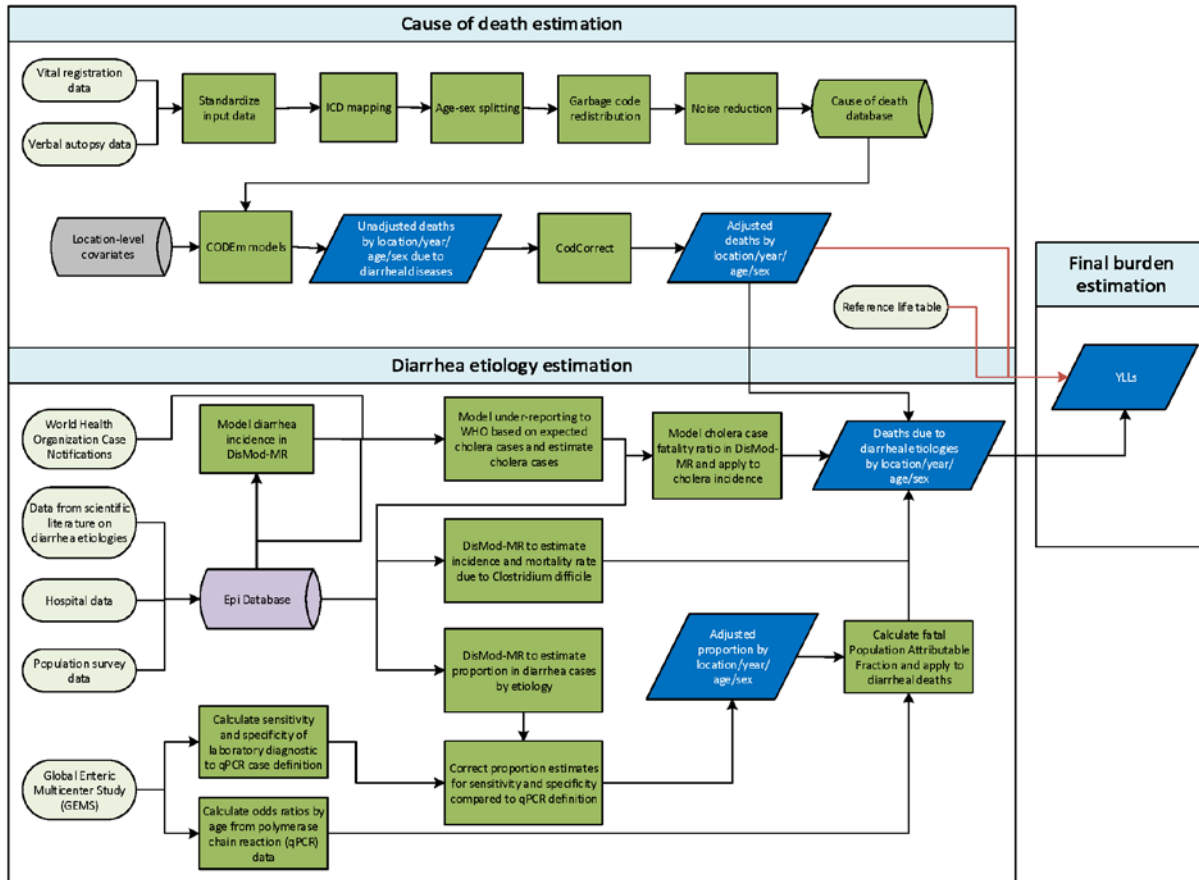 Cause of death estimation
Vital registration
data
Verbal autopsy data
Standardize
input data
ICD mapping
Age-sex splitting
Garbage code
redistribution
Noise reduction
Cause of death
database
Location-level
covariates
CODEm models
Unadjusted deaths
by location/year/
age/sex due to
diarrheal diseases
CodCorrect
Adjusted
deaths by
location/year/
age/sex
Reference life table
Final burden
estimation
YLLs
Diarrhea etiology estimation
World Health
Organization Case
Notifications
Data from scientific
literature on
diarrhea etiologies
Hospital data
Population survey
data
Global Enteric
Multicenter Study
(GEMS)
Model diarrhea
incidence in
DisMod-MR
Epi Database
Calculate sensitivity
and specificity of
laboratory diagnostic
to qPCR case definition
Calculate odds ratios by
age from polymerase
chain reaction (qPCR)
data
Model under-reporting to
WHO based on expected
cholera cases and estimate
cholera cases
DisMod-MR to estimate
incidence and mortality rate
due to Clostridium difficile
DisMod-MR to estimate
proportion in diarrhea cases
by etiology
Correct proportion estimates
for sensitivity and specificity
compared to qPCR definition
Model cholera case
fatality ratio in DisMod-
MR and apply to
cholera incidence
Adjusted
proportion by
location/year/
age/sex
Deaths due to
diarrheal etiologies
by location/year/
age/sex
Calculate fatal
Population Attributable
Fraction and apply to
diarrheal deaths